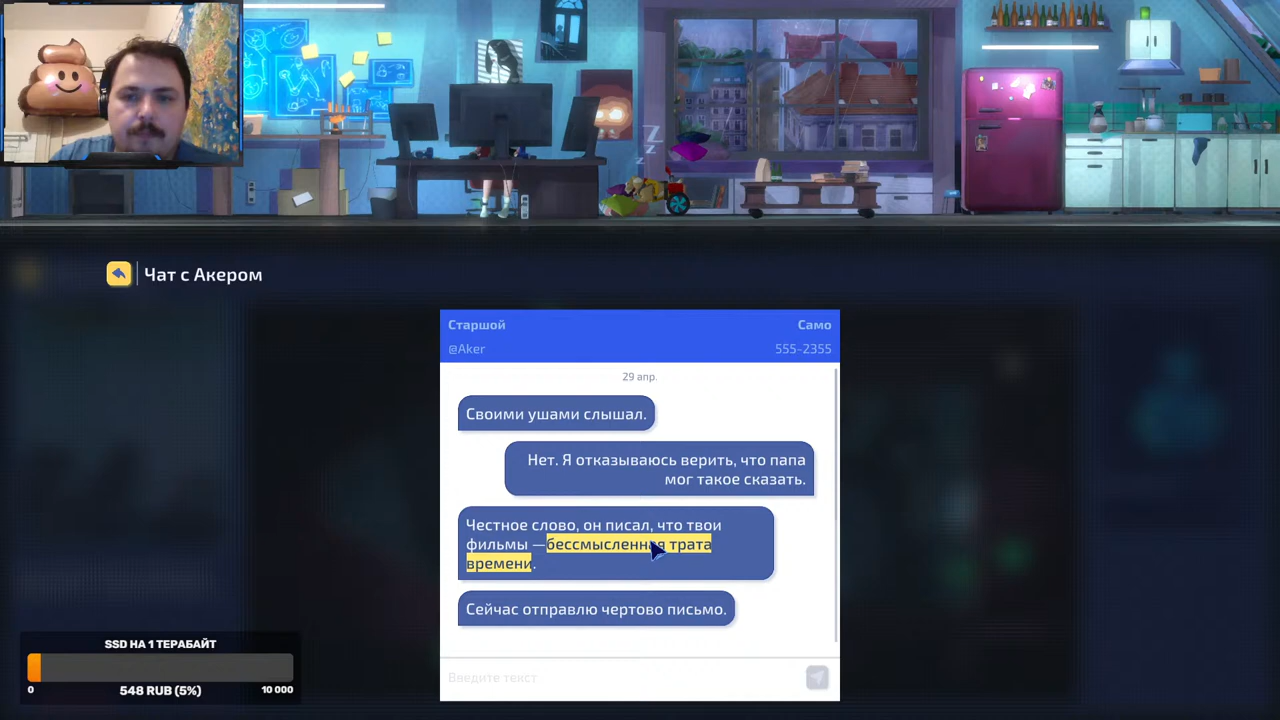 Z
Z
z
Чат с Акером
Старшой
Само
@Aker
555-2355
29 апр.
Своими ушами слышал.
Нет. Я отказываюсь верить, что папа
мог такое сказать.
Честное слово, он писал, что твои
фильмы —бессмысленная трата
времени.
Сейчас отправлю чертово письмо.
Введите текст
SSD НА 1 ТЕРАБАЙТ
0
548 RUB (5%)
10 000